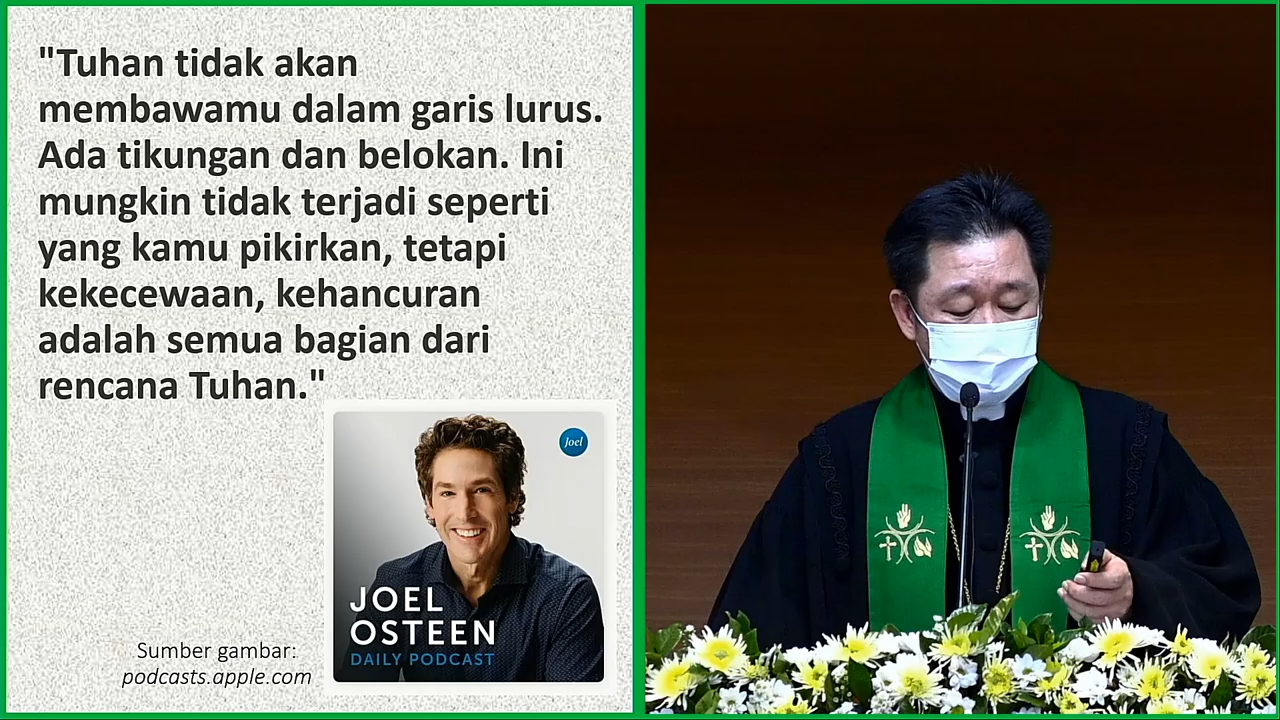 "Tuhan tidak akan
membawamu dalam garis lurus.
Ada tikungan dan belokan. Ini
mungkin tidak terjadi seperti
yang kamu pikirkan, tetapi
kekecewaan, kehancuran
adalah semua bagian dari
rencana Tuhan."
Joel
JOEL
OSTEEN
DAILY PODCAST
Sumber gambar:
podcasts.apple.com